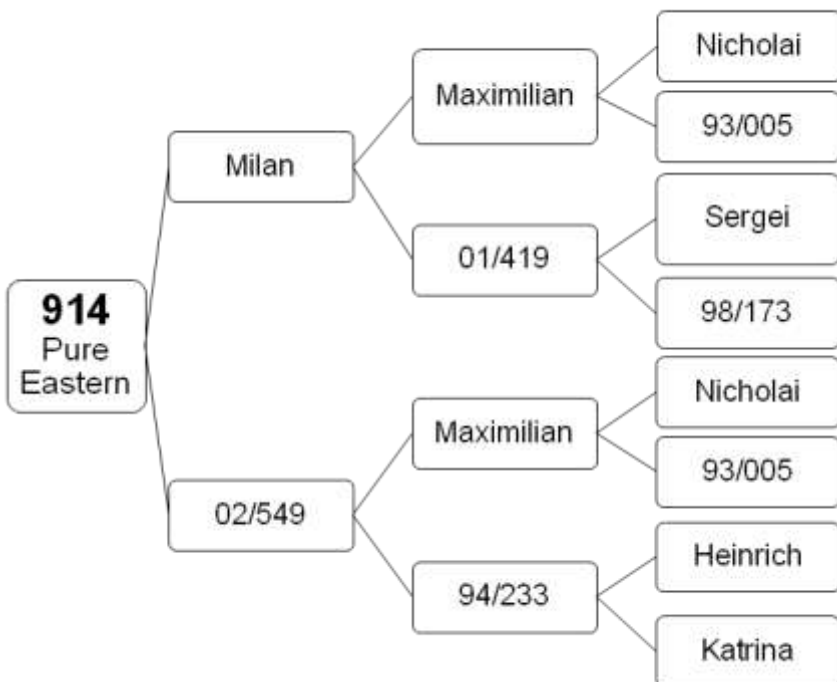 Nicholai
Maximilian
93/005
Milan
Sergei
01/419
98/173
914
Pure
Eastern
Nicholai
Maximilian
93/005
02/549
Heinrich
94/233
Katrina